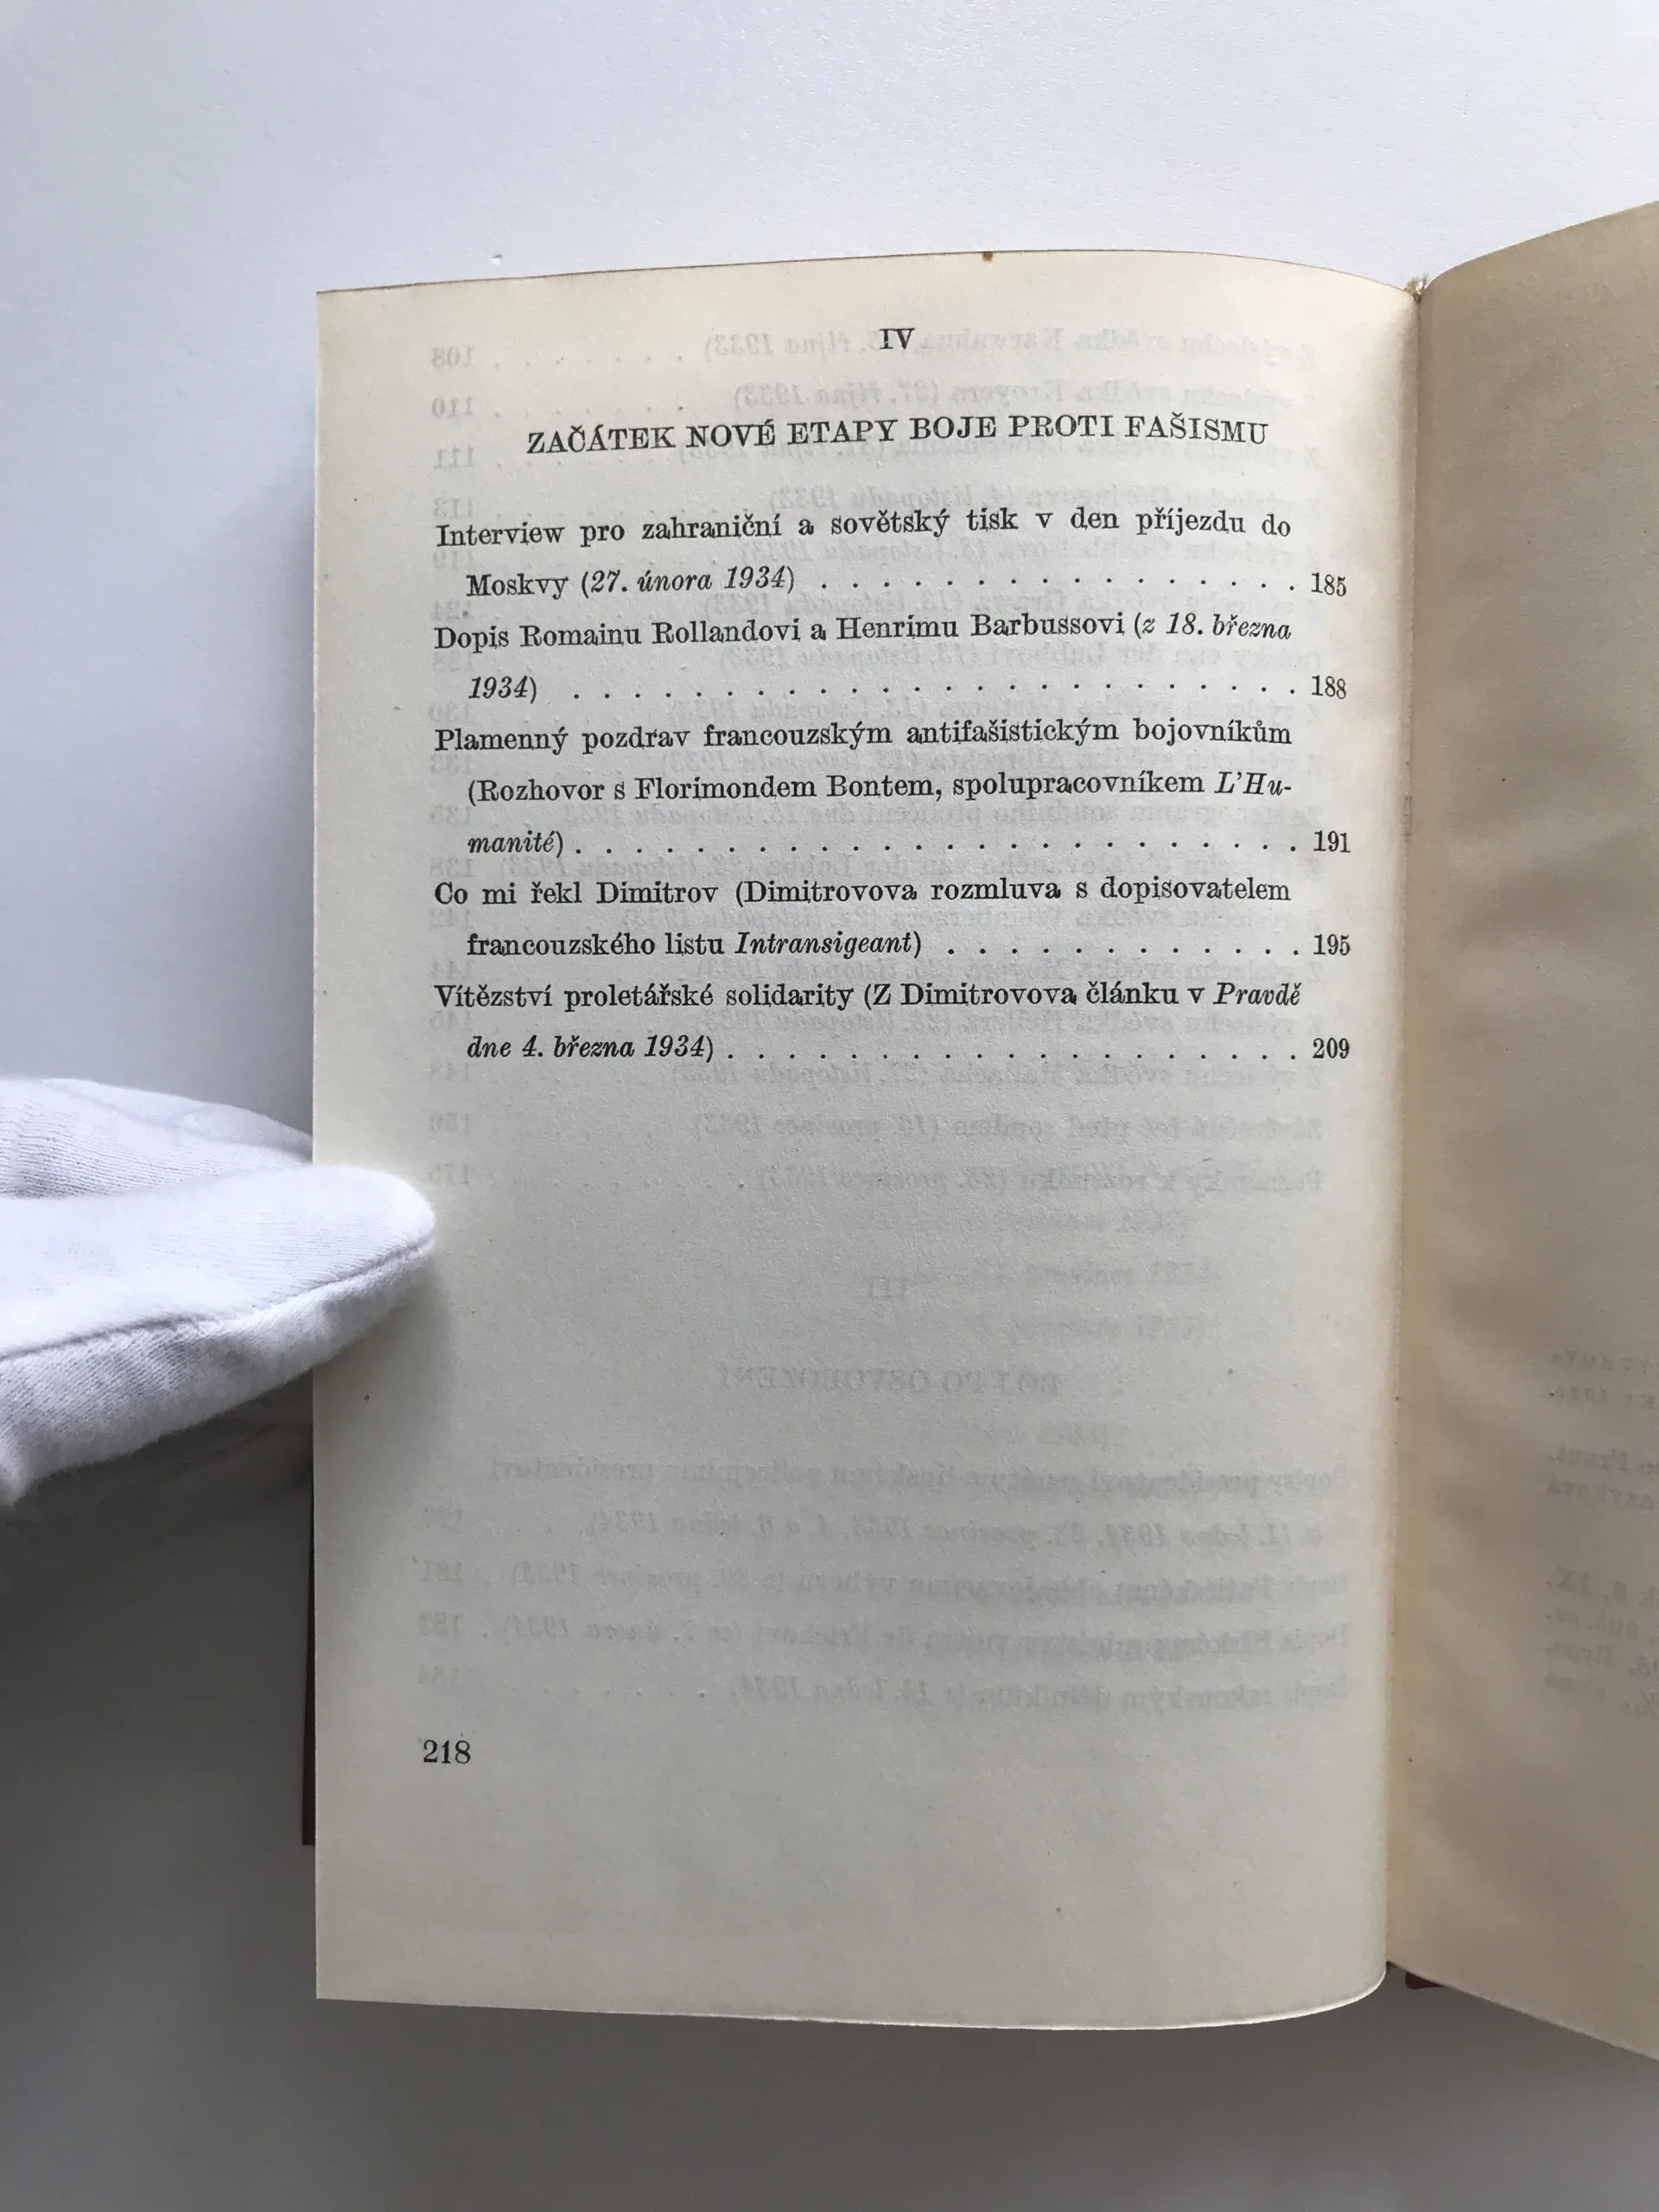 IV
ZAČÁTEK NOVÉ ETAPY BOJE PROTI FAŠISMU
Interview pro zahraniční a sovětský tisk v den příjezdu do
Moskvy (27. února 1934) . . . . . . . . . . . . . . . . 185
Dopis Romainu Rollandovi a Henrimu Barbussovi (z 18. března
1934) . . . . . . . . . . . . . . . . . . . . . . . . 188
Plamenný pozdrav francouzským antifašistickým bojovníkům
(Rozhovor s Florimondem Bontem, spolupracovníkem L'Hu-
manité) . . . . . . . . . . . . . . . . . . . . . . . . 191
Co mi řekl Dimitrov (Dimitrovova rozmluva s dopisovatelem
francouzského listu Intransigeant) . . . . . . . . . . . . 195
Vítězství proletářské solidarity (Z Dimitrovova článku v Pravdě
dne 4. března 1934) . . . . . . . . . . . . . . . . . . . 209
218